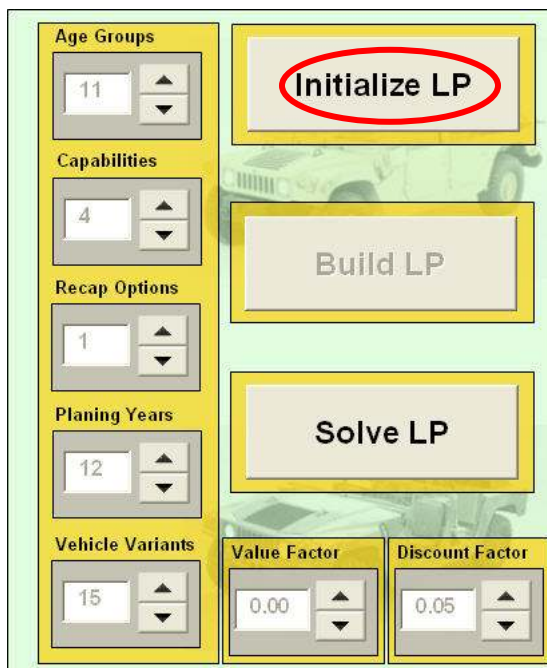 Age Groups
11
Initialize LP
Capabilities
4
Build LP
Recap Options
1
Planing Years
12
Solve LP
Vehicle Variants
15
Value Factor
0.00
Discount Factor
0.05